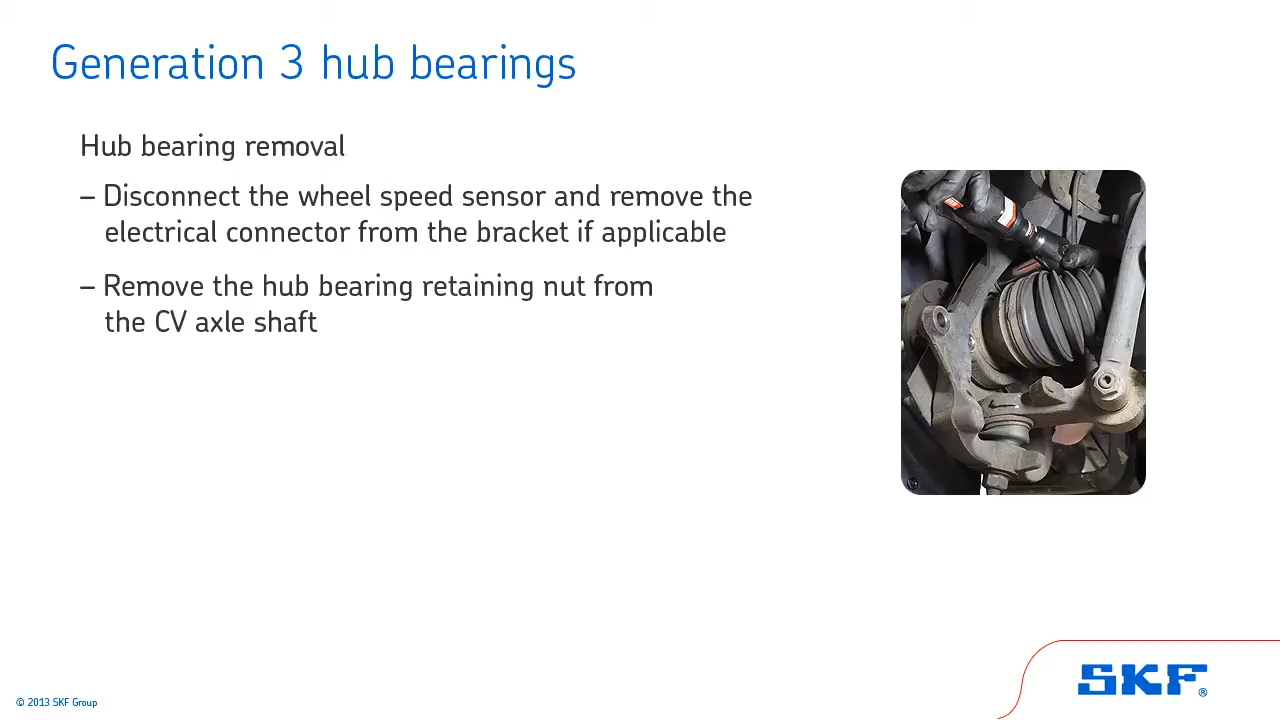 Generation 3 hub bearings
Hub bearing removal
– Disconnect the wheel speed sensor and remove the
electrical connector from the bracket if applicable
– Remove the hub bearing retaining nut from
the CV axle shaft
© 2013 SKF Group
SKF®